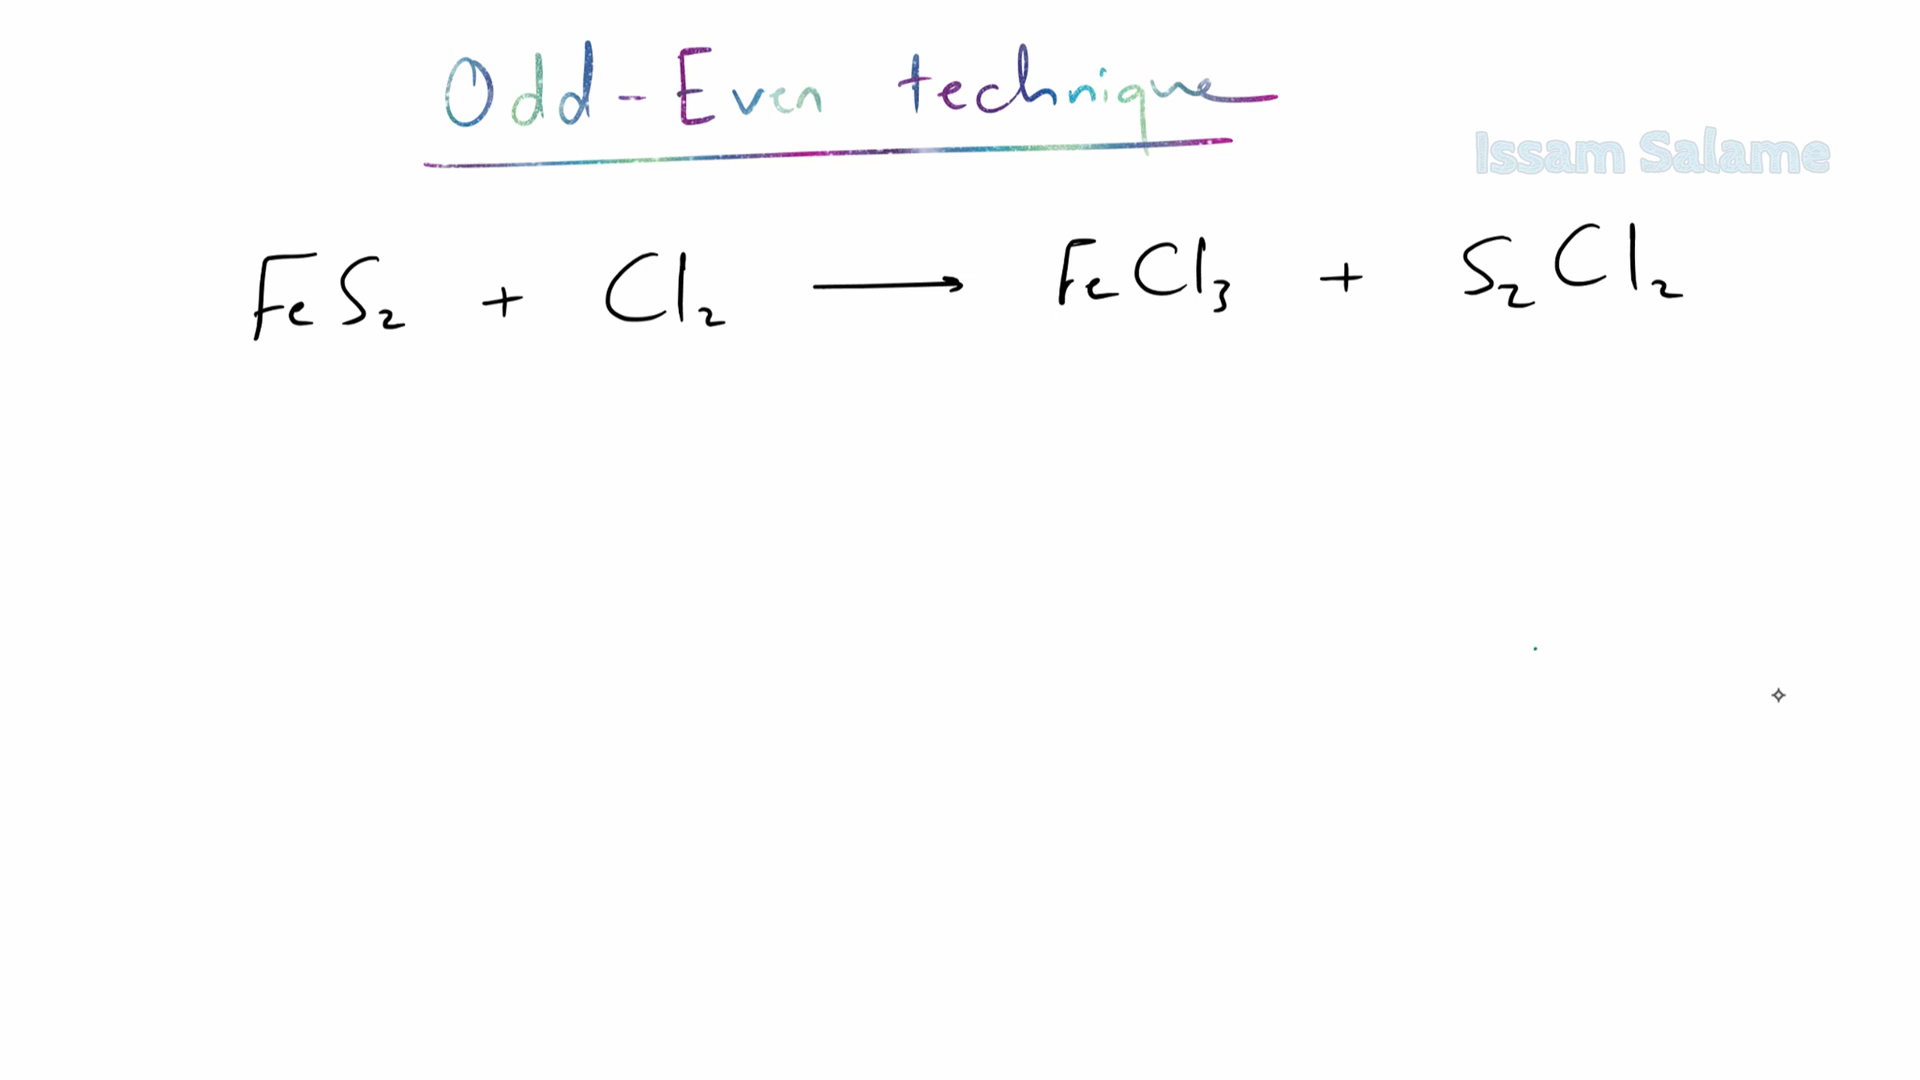 Odd-Even technique
Issam Salame
FeS₂ + Cl₂ ⟶ FeCl₃ + S₂Cl₂